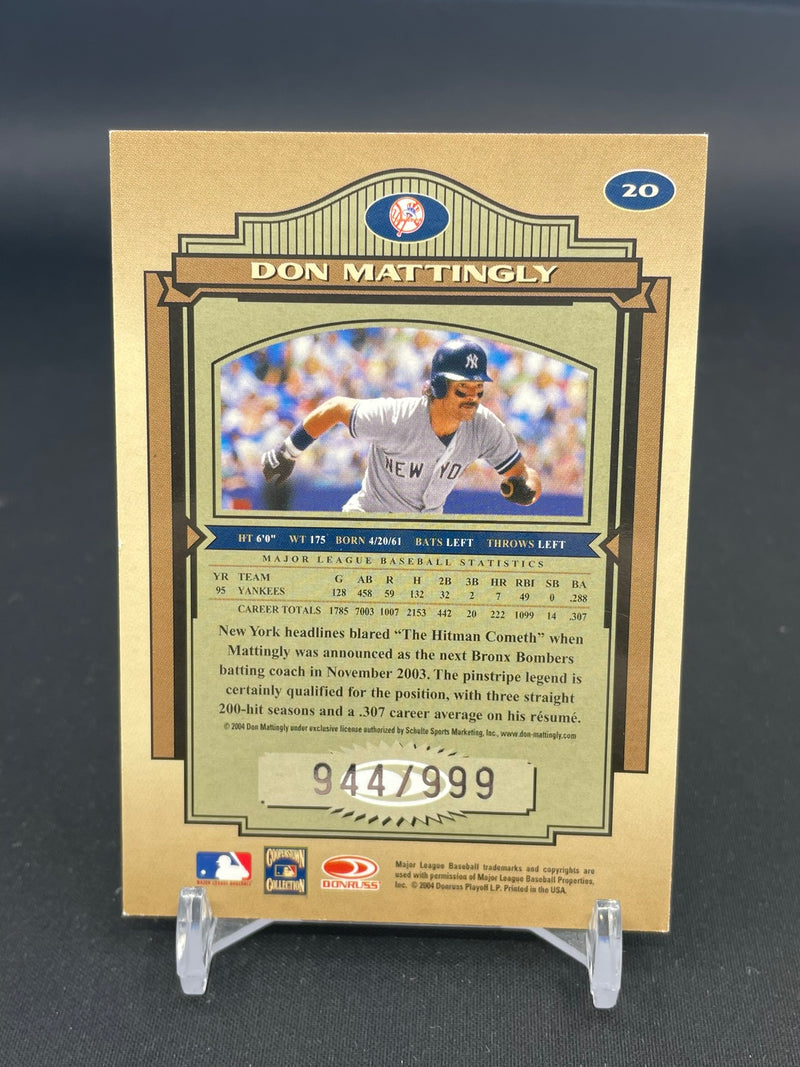 20
DON MATTINGLY
NY
NEW YO
HT 6'0" WT 175 BORN 4/20/61 BATS LEFT THROWS LEFT
MAJOR LEAGUE BASEBALL STATISTICS
YR TEAM G AB R H 2B 3B HR RBI SB BA
95 YANKEES 128 458 59 132 32 2 7 49 0 .288
CAREER TOTALS 1785 7003 1007 2153 442 20 222 1099 14 .307
New York headlines blared “The Hitman Cometh” when
Mattingly was announced as the next Bronx Bombers
batting coach in November 2003. The pinstripe legend is
certainly qualified for the position, with three straight
200-hit seasons and a .307 career average on his résumé.
© 2004 Don Mattingly under exclusive license authorized by Schulte Sports Marketing, Inc., www.don-mattingly.com
944/999
MAJOR LEAGUE BASEBALL
COOPERSTOWN
COLLECTION
DONRUSS
Major League Baseball trademarks and copyrights are
used with permission of Major League Baseball Properties,
Inc. © 2004 Donruss Playoff L.P. Printed in the USA.